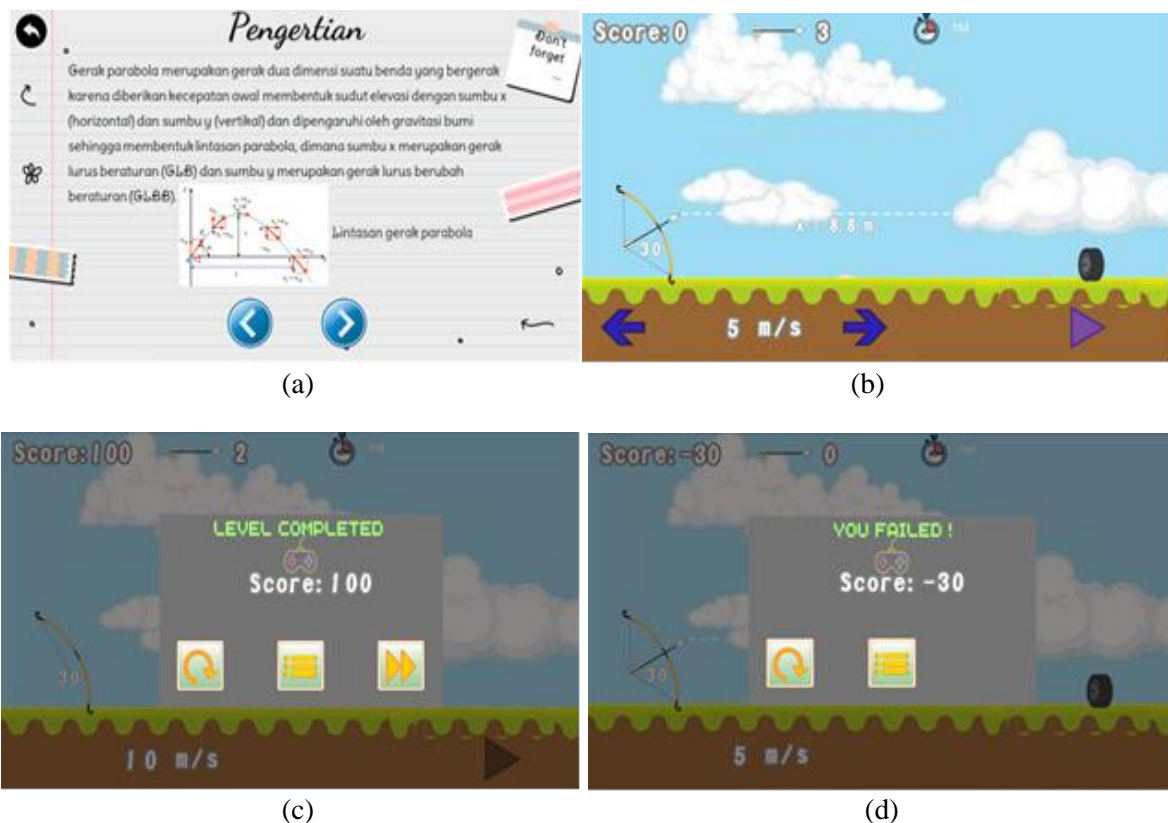 Pengertian
Don't
forget
...
Gerak parabola merupakan gerak dua dimensi suatu benda yang bergerak
karena diberikan kecepatan awal membentuk sudut elevasi dengan sumbu x
(horizontal) dan sumbu y (vertikal) dan dipengaruhi oleh gravitasi bumi
sehingga membentuk lintasan parabola, dimana sumbu x merupakan gerak
lurus beraturan (GLB) dan sumbu y merupakan gerak lurus berubah
beraturan (GLBB).
Lintasan gerak parabola
(a)
Score:0 3
x = 8.8 m
30
5 m/s
(b)
Score:100 2
LEVEL COMPLETED
Score: 100
30
10 m/s
(c)
Score:-30 0
YOU FAILED !
Score: -30
30
5 m/s
(d)